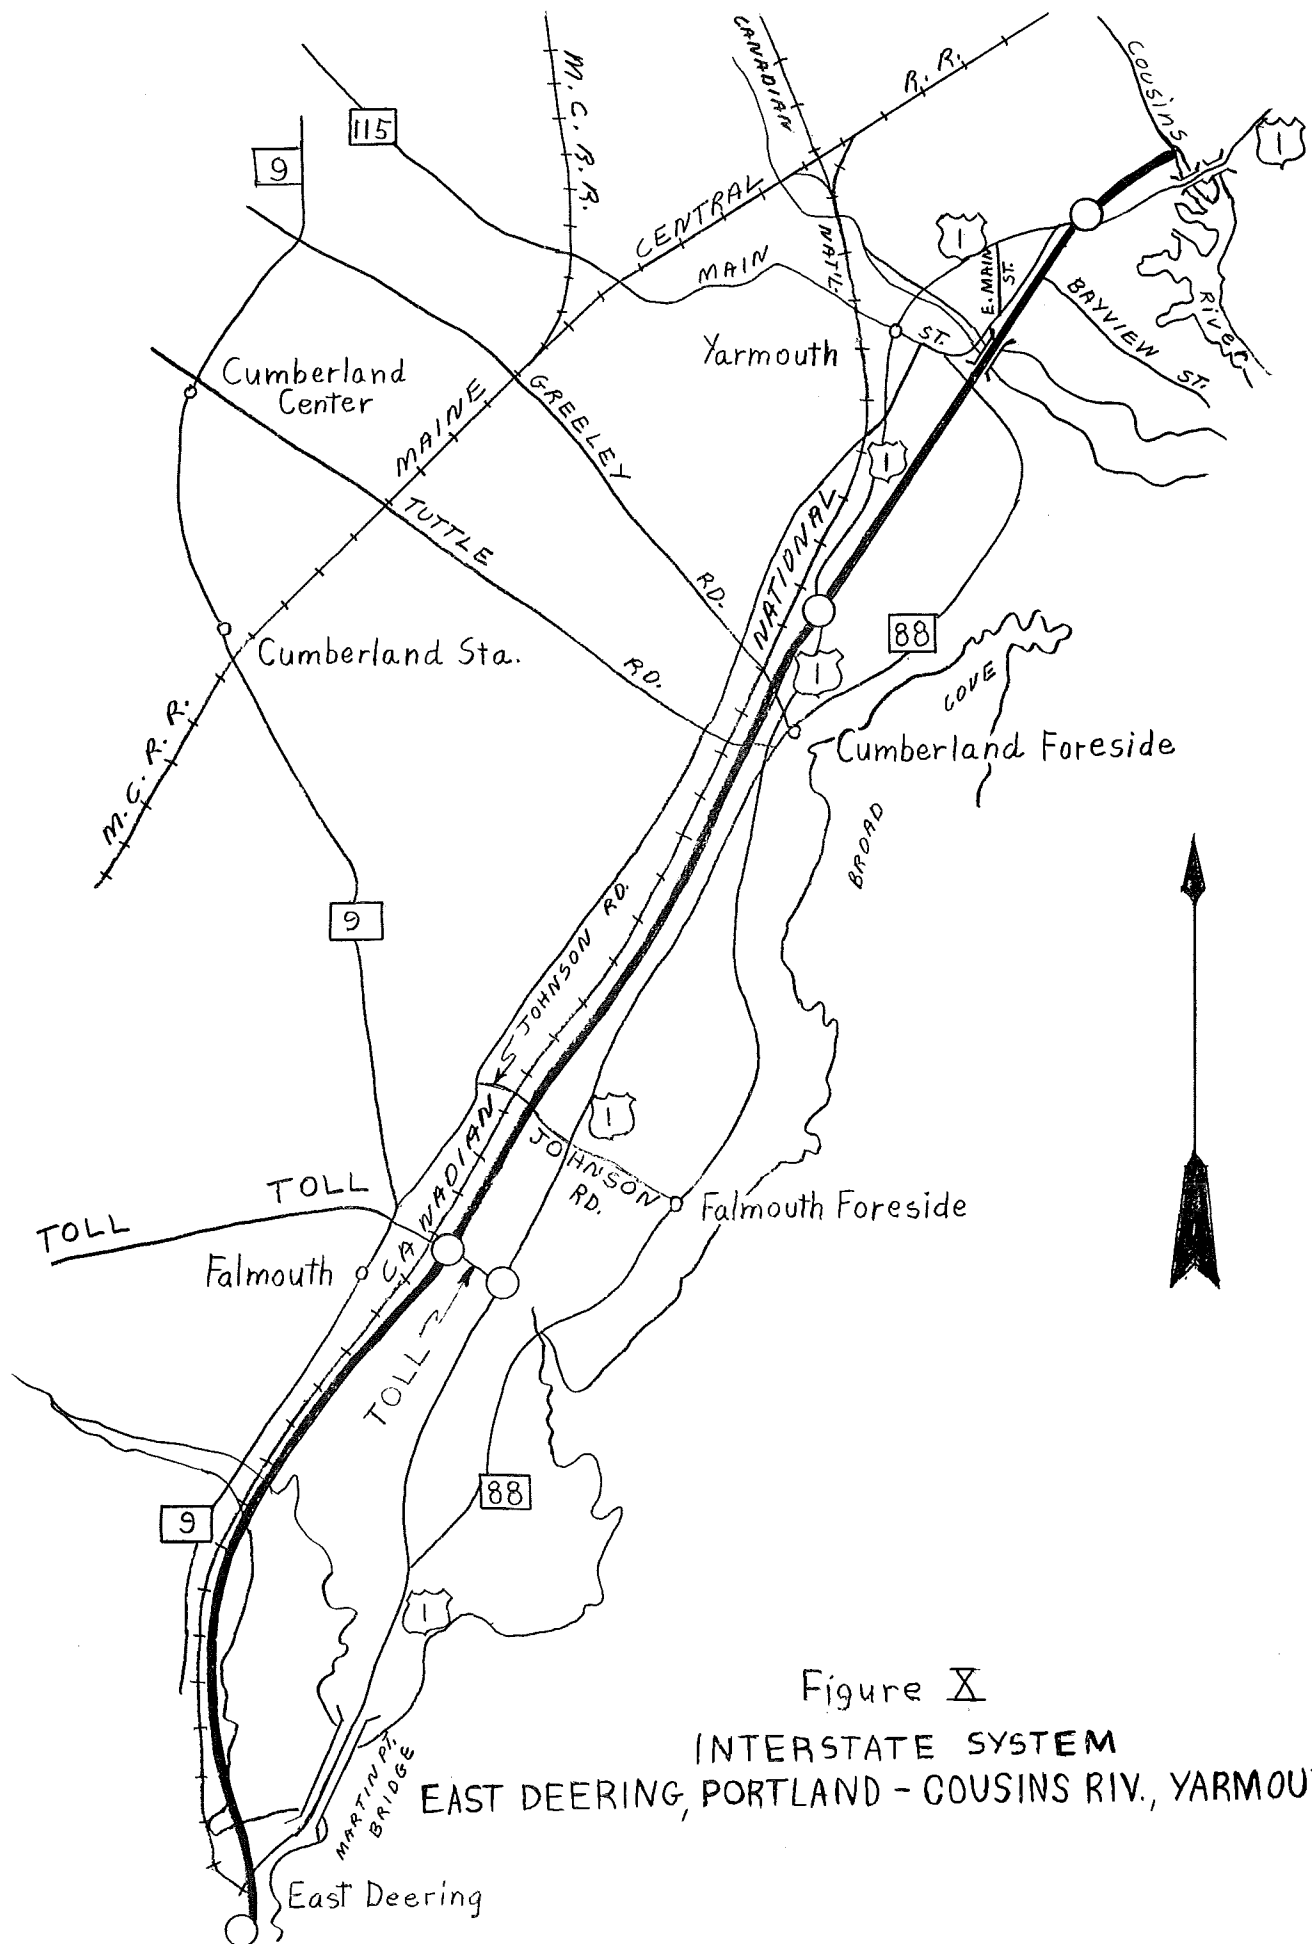 CANADIAN
M.C.R.R.
R. R.
Cousins
115
1
9
CENTRAL
MAIN
NAT'L.
1
E. MAIN
ST.
BAYVIEW
ST.
River
ST.
Yarmouth
Cumberland
Center
GREELEY
MAINE
1
TUTTLE
NATIONAL
RD.
88
Cumberland Sta.
RD.
1
COVE
M.C.R.R.
Cumberland Foreside
BROAD
9
JOHNSON RD.
1
CANADIAN
JOHNSON
RD.
TOLL
TOLL
Falmouth Foreside
Falmouth
TOLL
88
9
1
Figure X
INTERSTATE SYSTEM
EAST DEERING, PORTLAND - COUSINS RIV., YARMOU
MARTIN PT.
BRIDGE
East Deering